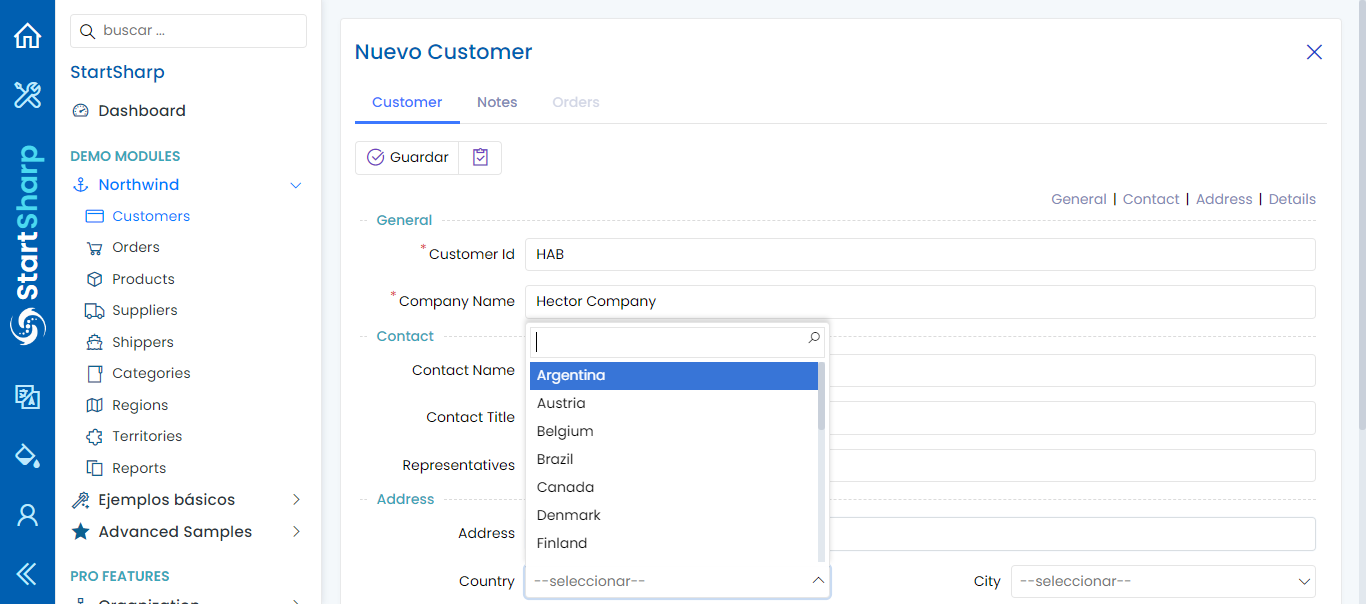 buscar ...
StartSharp
Dashboard
DEMO MODULES
Northwind
Customers
Orders
Products
Suppliers
Shippers
Categories
Regions
Territories
Reports
Ejemplos básicos
Advanced Samples
PRO FEATURES
Organization
StartSharp
Nuevo Customer
Customer Notes Orders
Guardar
General | Contact | Address | Details
General
* Customer Id HAB
* Company Name Hector Company
Contact
Contact Name
Contact Title
Representatives
Argentina
Austria
Belgium
Brazil
Canada
Denmark
Finland
Address
Address
Country --seleccionar-- City --seleccionar--